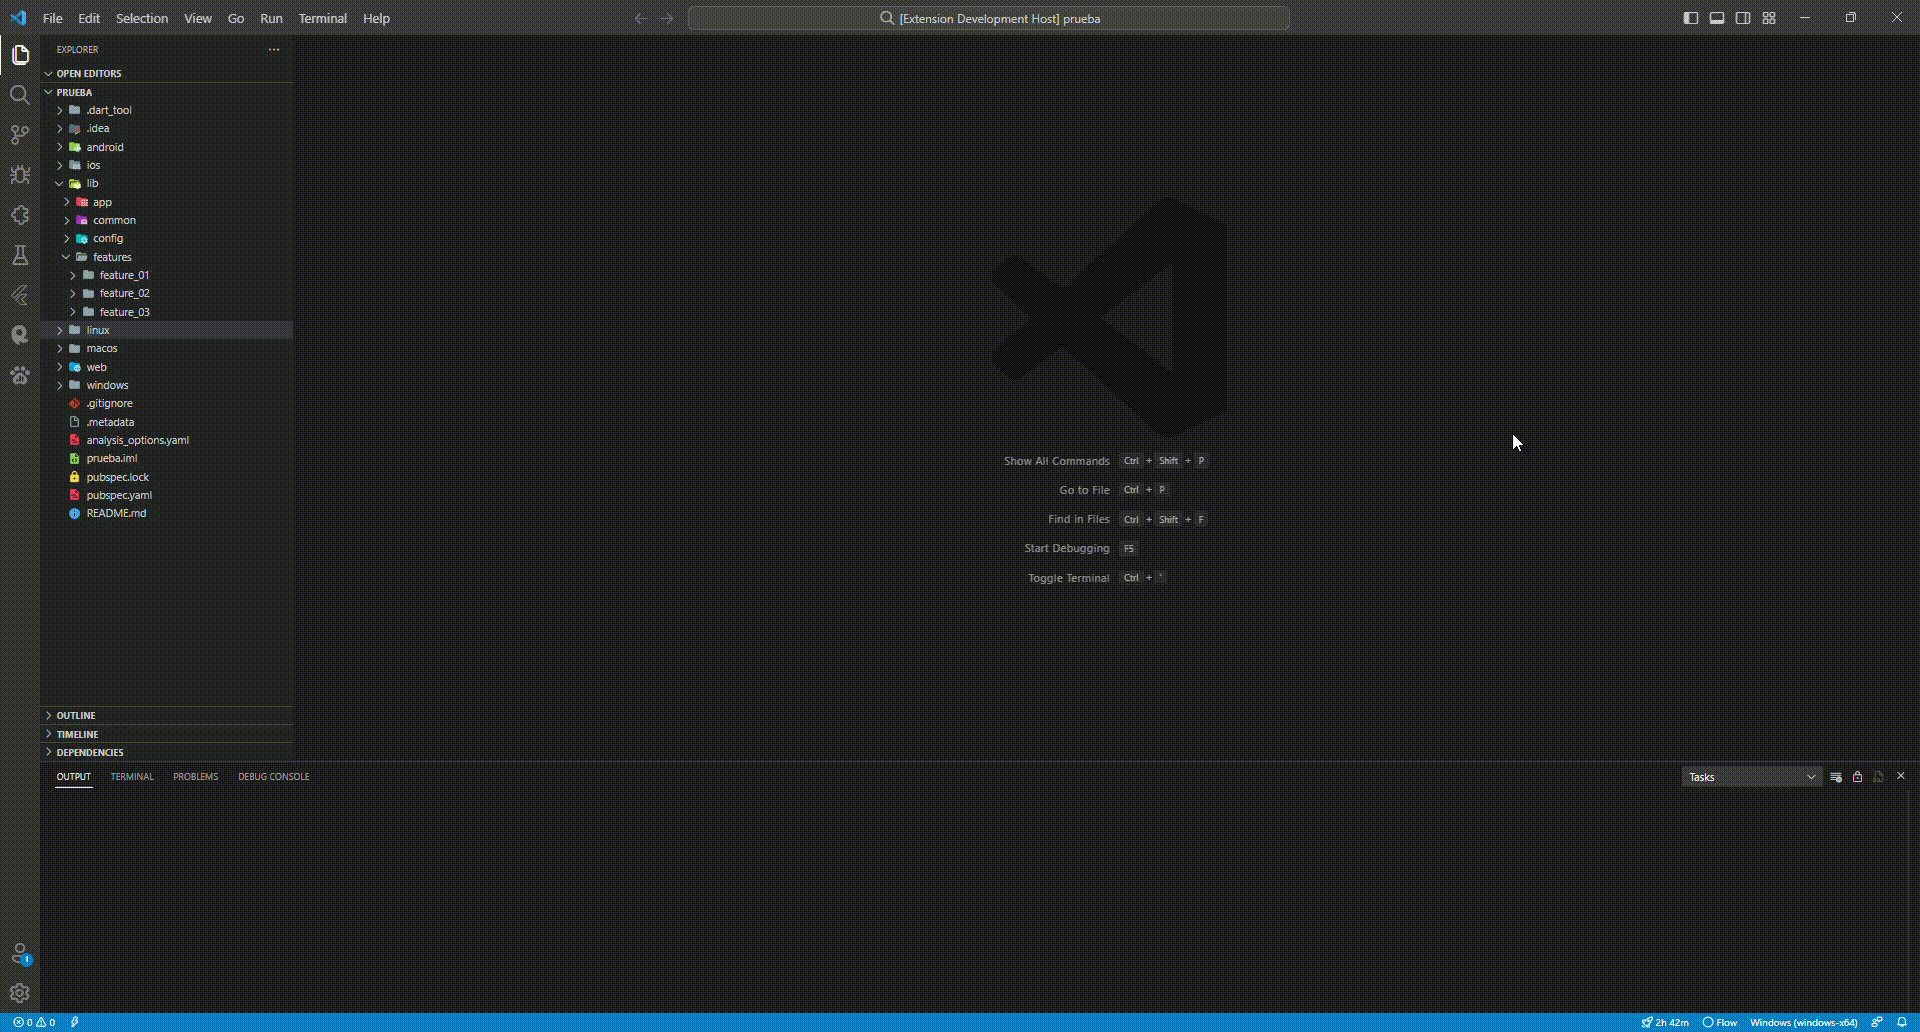 File Edit Selection View Go Run Terminal Help
[Extension Development Host] prueba
EXPLORER
OPEN EDITORS
PRUEBA
.dart_tool
.idea
android
ios
lib
app
common
config
features
feature_01
feature_02
feature_03
linux
macos
web
windows
.gitignore
.metadata
analysis_options.yaml
prueba.iml
pubspec.lock
pubspec.yaml
README.md
Show All Commands Ctrl + Shift + P
Go to File Ctrl + P
Find in Files Ctrl + Shift + F
Start Debugging F5
Toggle Terminal Ctrl + `
OUTLINE
TIMELINE
DEPENDENCIES
OUTPUT TERMINAL PROBLEMS DEBUG CONSOLE
Tasks
1
0 0
2h 42m Flow Windows (windows-x64)